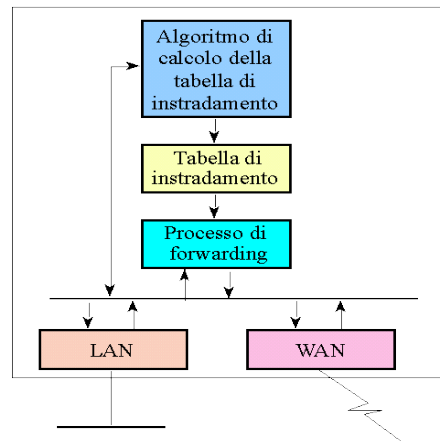 Algoritmo di
calcolo della
tabella di
instradamento
Tabella di
instradamento
Processo di
forwarding
LAN
WAN